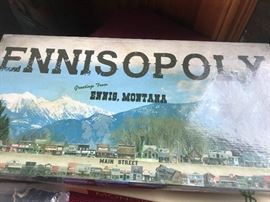 ENNISOPOLY
Greetings From
ENNIS, MONTANA
MAIN STREET